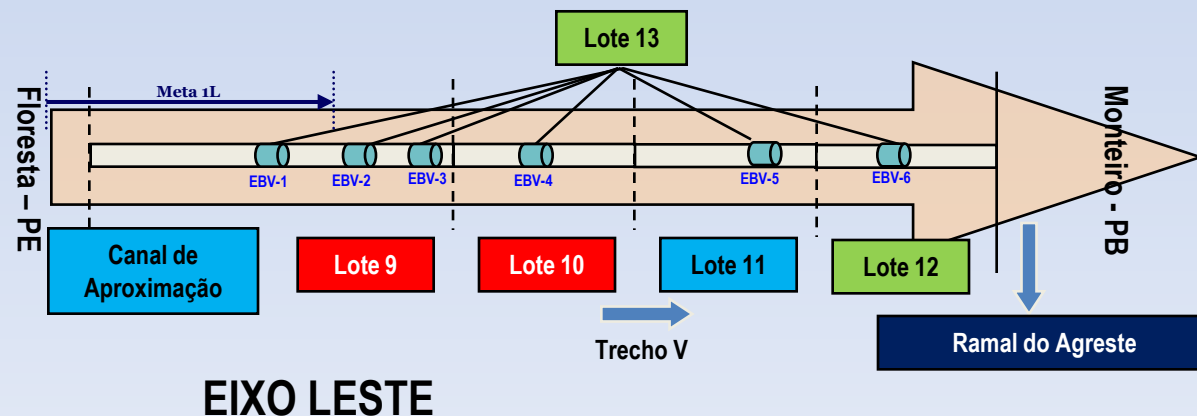 Lote 13
Meta 1L
Floresta – PE
Monteiro - PB
EBV-1
EBV-2
EBV-3
EBV-4
EBV-5
EBV-6
Canal de
Aproximação
Lote 9
Lote 10
Lote 11
Lote 12
Trecho V
Ramal do Agreste
EIXO LESTE